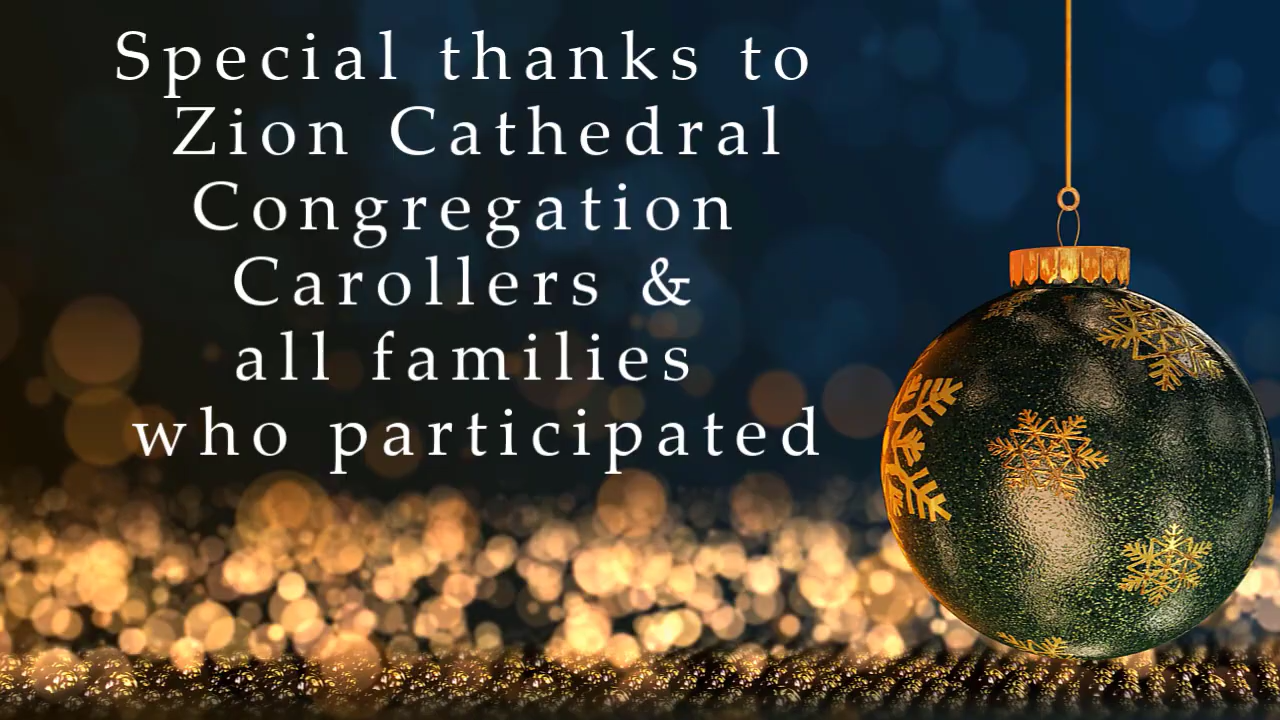 Special thanks to
Zion Cathedral
Congregation
Carollers &
all families
who participated